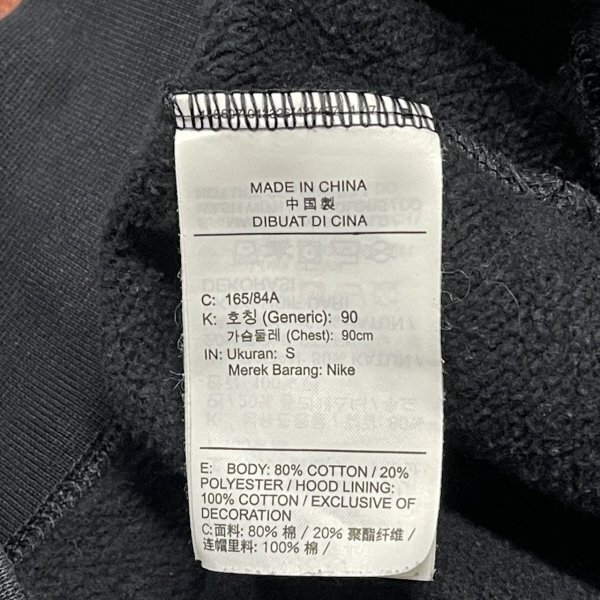 MADE IN CHINA
中国製
DIBUAT DI CINA
C: 165/84A
K: 호칭 (Generic): 90
가슴둘레 (Chest): 90cm
IN: Ukuran: S
Merek Barang: Nike
E: BODY: 80% COTTON / 20%
POLYESTER / HOOD LINING:
100% COTTON / EXCLUSIVE OF
DECORATION
C:面料: 80% 棉 / 20% 聚酯纤维 /
连帽里料: 100% 棉 /